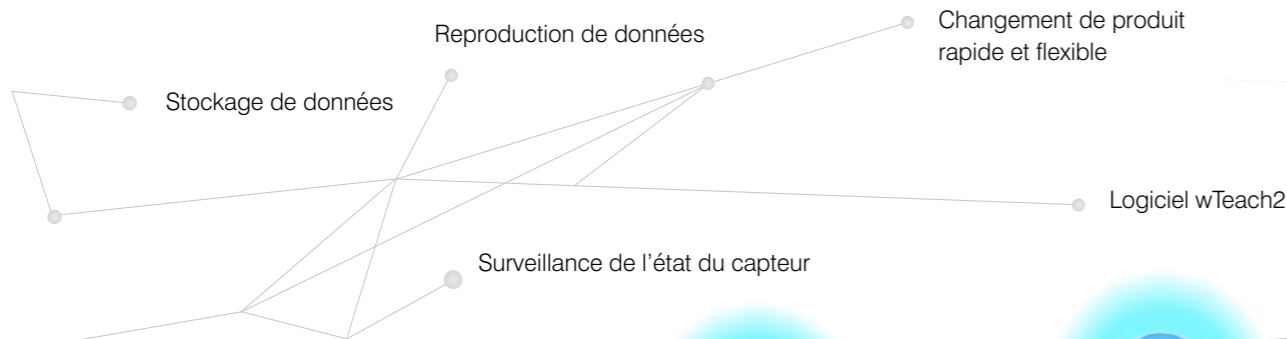 Changement de produit
rapide et flexible
Reproduction de données
Stockage de données
Logiciel wTeach2
Surveillance de l'état du capteur